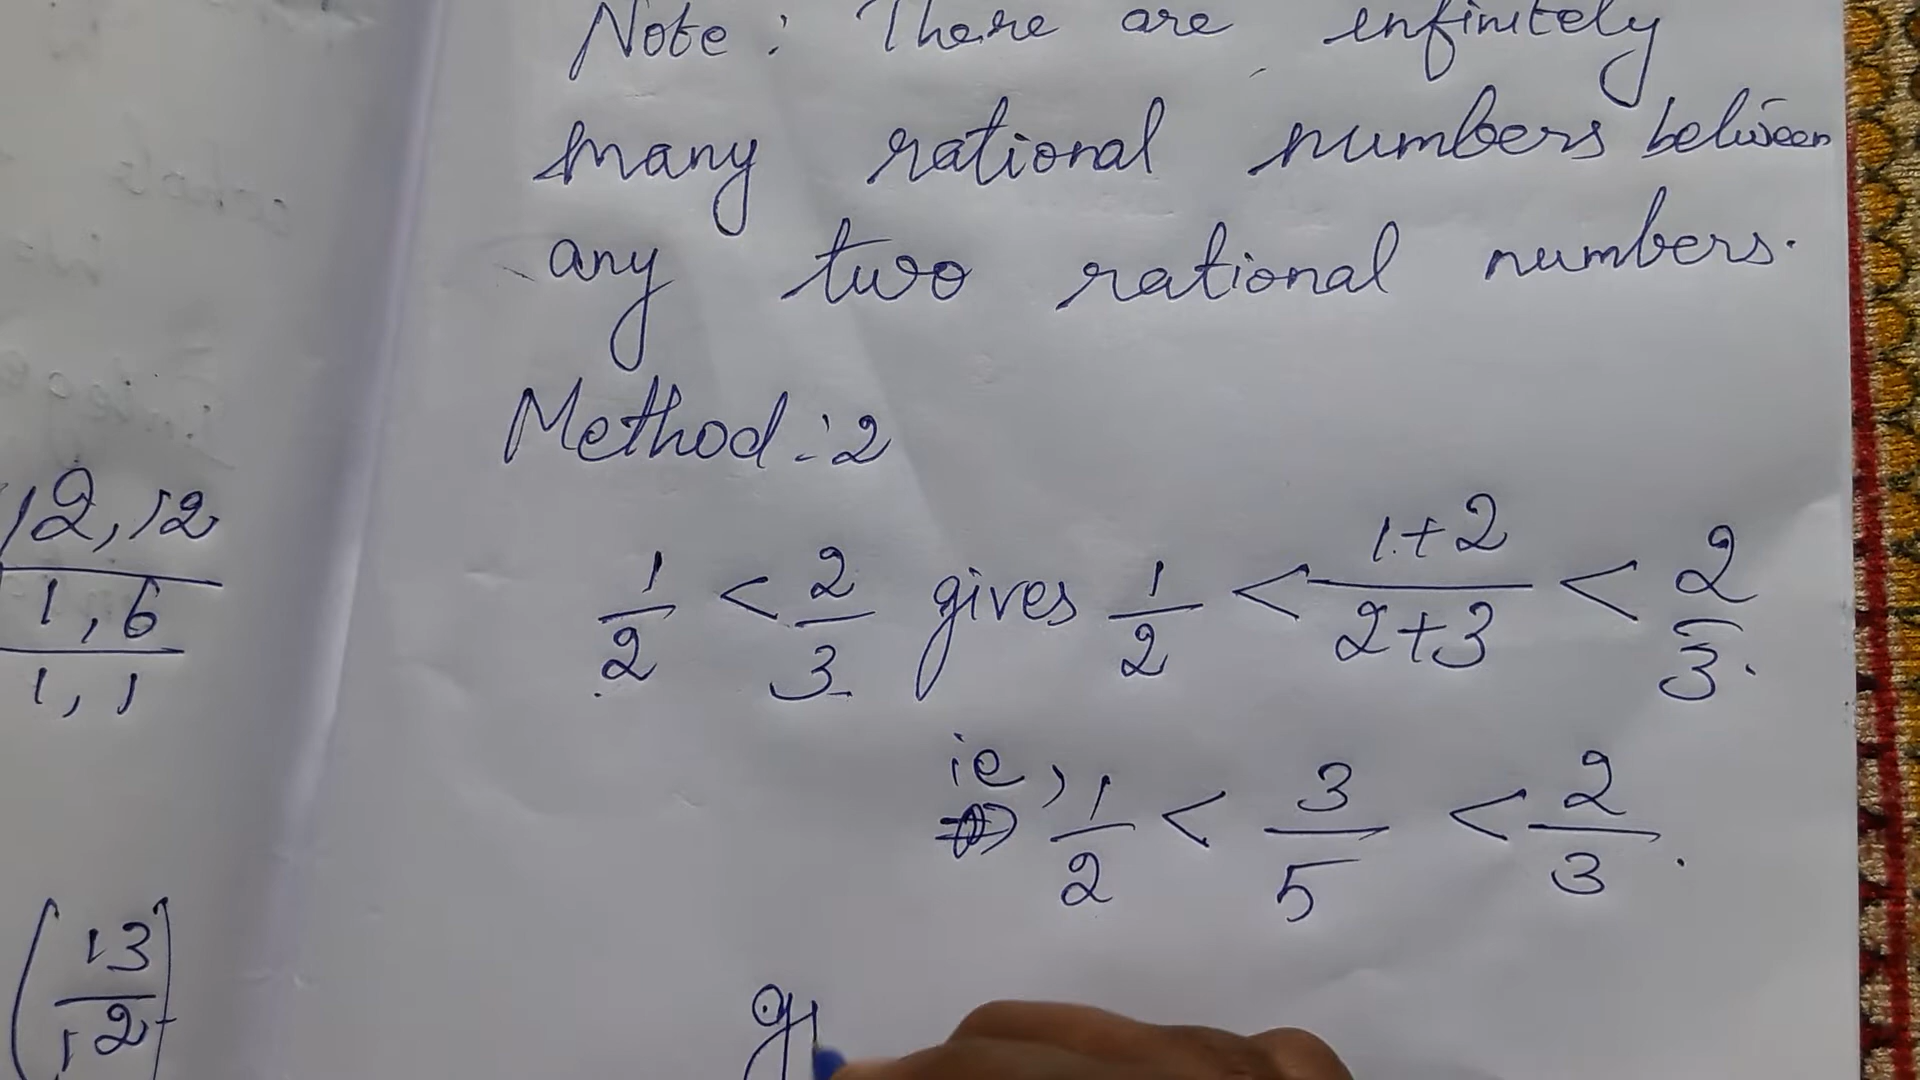 Note : There are infinitely
many rational numbers between
any two rational numbers.
Method :- 2
1/2 < 2/3 gives 1/2 < 1+2/2+3 < 2/3.
ie, 1/2 < 3/5 < 2/3.
gi
12, 12
1, 6
1, 1
(13/12)